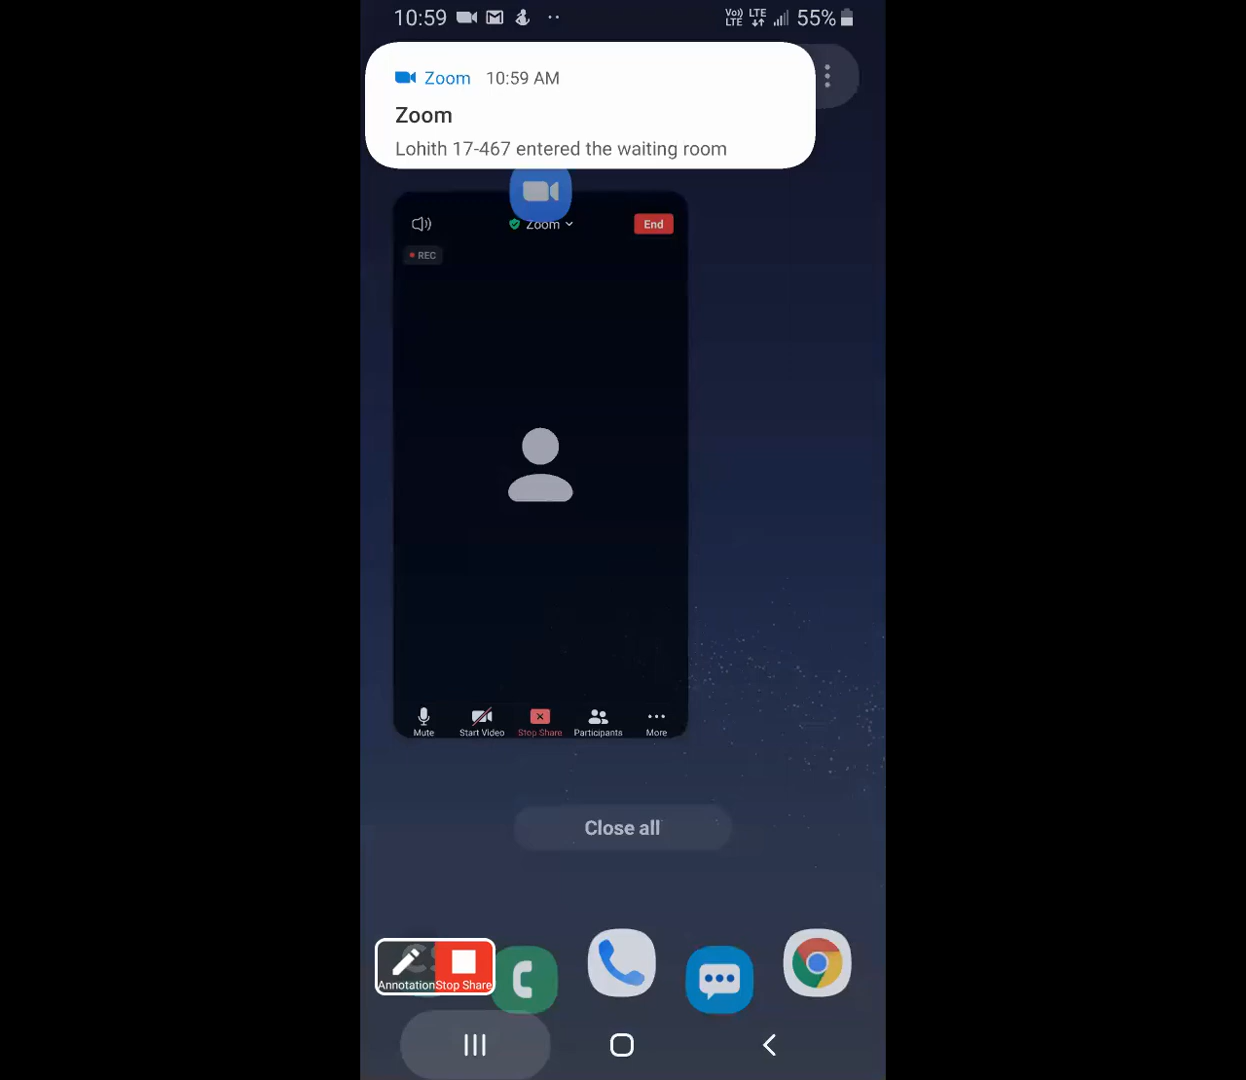 10:59
Vo)) LTE
LTE
55%
Zoom 10:59 AM
Zoom
Lohith 17-467 entered the waiting room
Zoom
End
REC
Mute
Start Video
Stop Share
Participants
More
Close all
Annotation
Stop Share